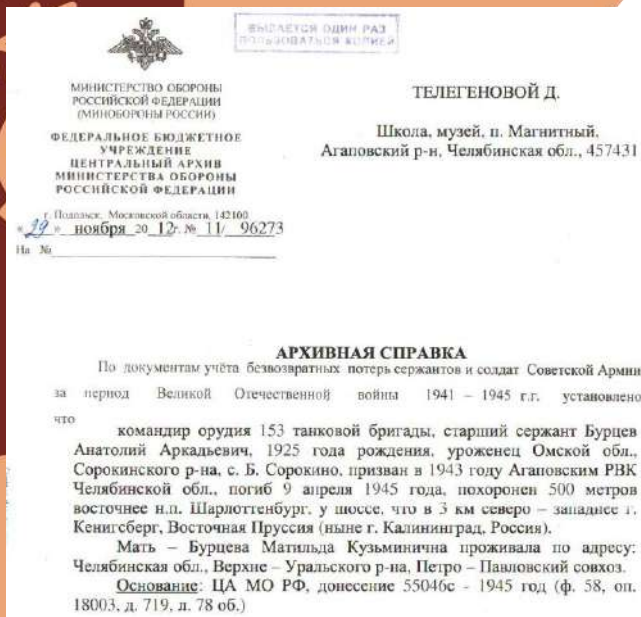 ВЫДАЕТСЯ ОДИН РАЗ
ПОЛЬЗОВАТЬСЯ КОПИЕЙ
МИНИСТЕРСТВО ОБОРОНЫ
РОССИЙСКОЙ ФЕДЕРАЦИИ
(МИНОБОРОНЫ РОССИИ)
ФЕДЕРАЛЬНОЕ БЮДЖЕТНОЕ
УЧРЕЖДЕНИЕ
ЦЕНТРАЛЬНЫЙ АРХИВ
МИНИСТЕРСТВА ОБОРОНЫ
РОССИЙСКОЙ ФЕДЕРАЦИИ
г. Подольск, Московской области, 142100
« 29 » ноября 20 12г. № 11/ 96273
На №
ТЕЛЕГЕНОВОЙ Д.
Школа, музей, п. Магнитный,
Агаповский р-н, Челябинская обл., 457431
АРХИВНАЯ СПРАВКА
По документам учёта безвозвратных потерь сержантов и солдат Советской Армии
за период Великой Отечественной войны 1941 – 1945 г.г. установлено
что
командир орудия 153 танковой бригады, старший сержант Бурцев
Анатолий Аркадьевич, 1925 года рождения, уроженец Омской обл.,
Сорокинского р-на, с. Б. Сорокино, призван в 1943 году Агаповским РВК
Челябинской обл., погиб 9 апреля 1945 года, похоронен 500 метров
восточнее н.п. Шарлоттенбург, у шоссе, что в 3 км северо – западнее г.
Кенигсберг, Восточная Пруссия (ныне г. Калининград, Россия).
Мать – Бурцева Матильда Кузьминична проживала по адресу:
Челябинская обл., Верхне – Уральского р-на, Петро – Павловский совхоз.
Основание: ЦА МО РФ, донесение 55046с - 1945 год (ф. 58, оп.
18003, д. 719, л. 78 об.)